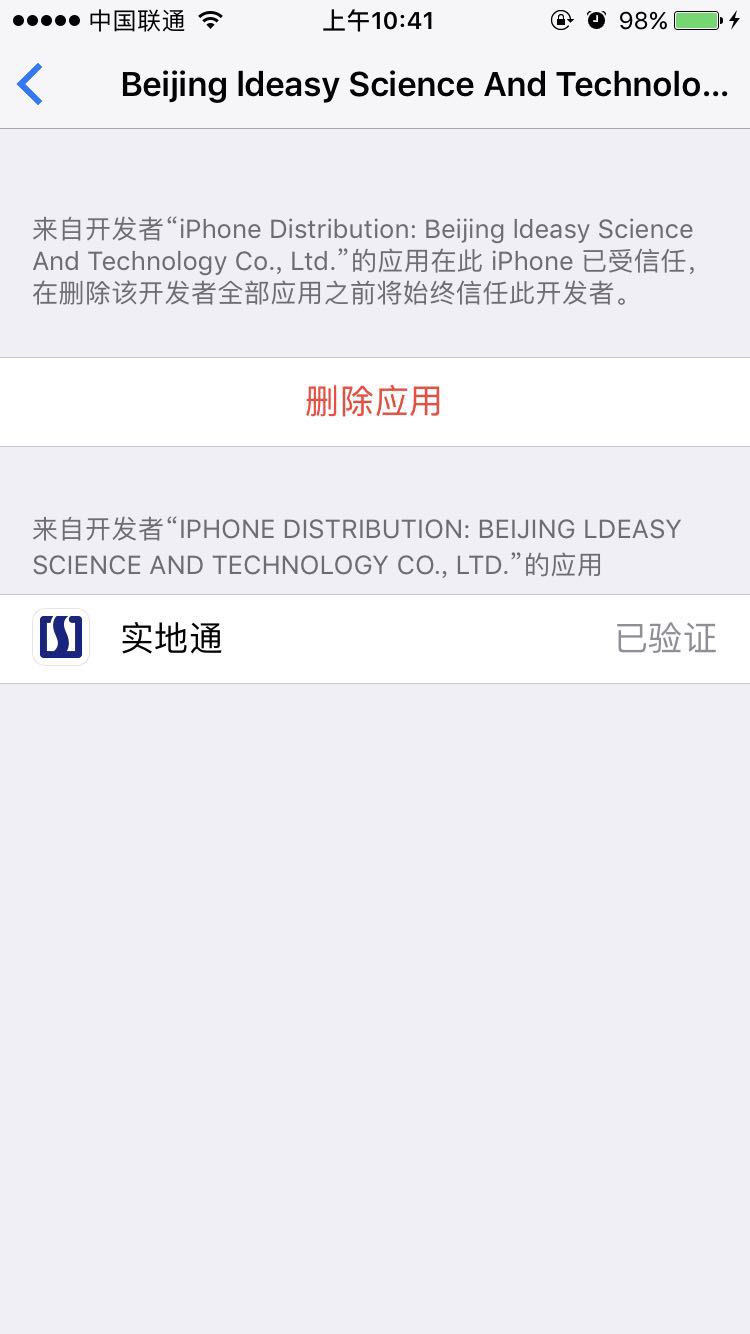 中国联通 上午10:41 98%
Beijing ldeasy Science And Technolo...
来自开发者“iPhone Distribution: Beijing ldeasy Science
And Technology Co., Ltd.”的应用在此 iPhone 已受信任，
在删除该开发者全部应用之前将始终信任此开发者。
删除应用
来自开发者“IPHONE DISTRIBUTION: BEIJING LDEASY
SCIENCE AND TECHNOLOGY CO., LTD.”的应用
实地通 已验证